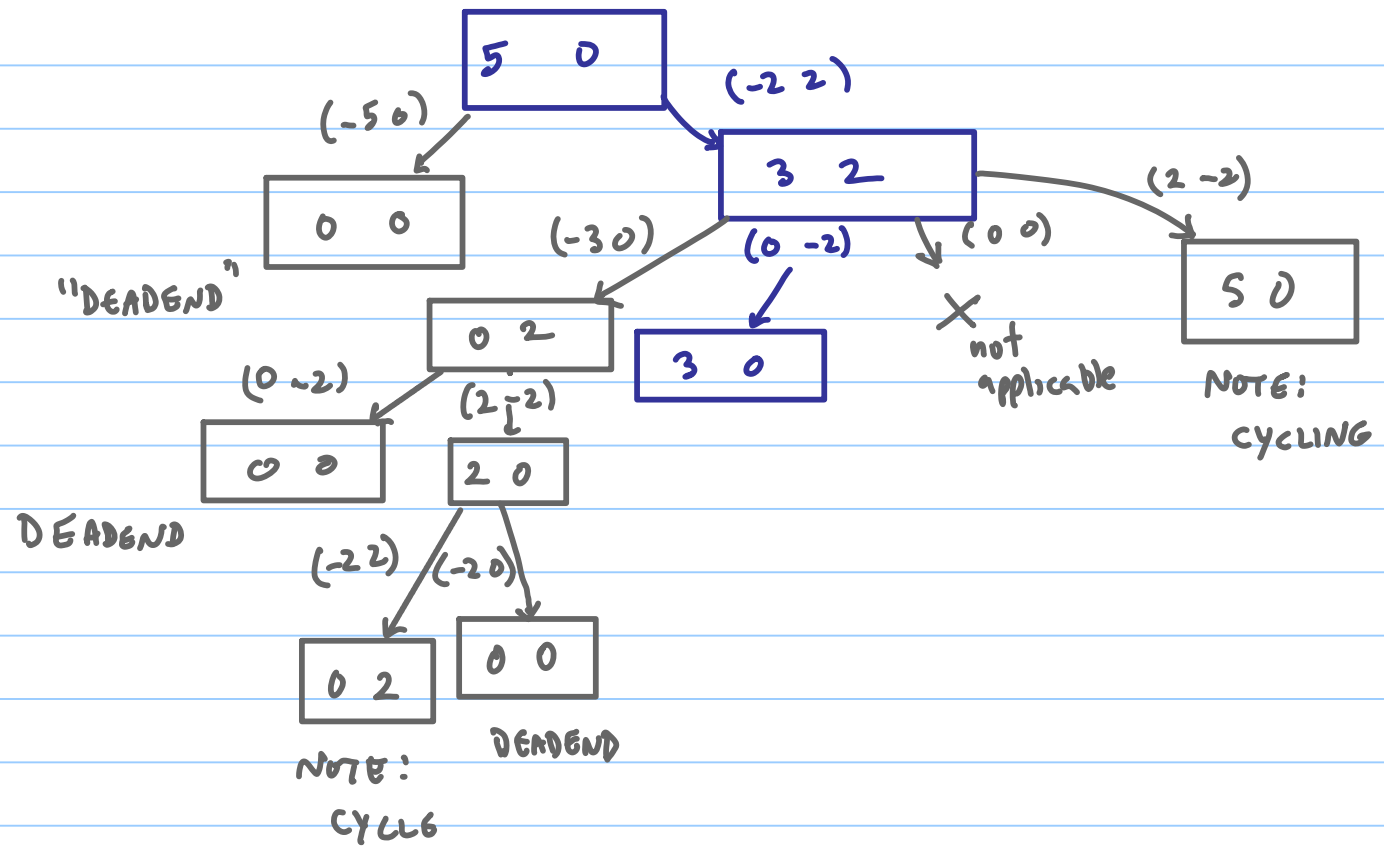 5 0
(-2 2)
(-5 0)
3 2
(2 -2)
0 0
(-3 0)
(0 -2)
(0 0)
"DEADEND"
5 0
0 2
3 0
not
applicable
NOTE:
CYCLING
(0 -2)
(2 -2)
0 0
2 0
DEADEND
(-2 2)
(-2 0)
0 2
0 0
DEADEND
NOTE:
CYCLE